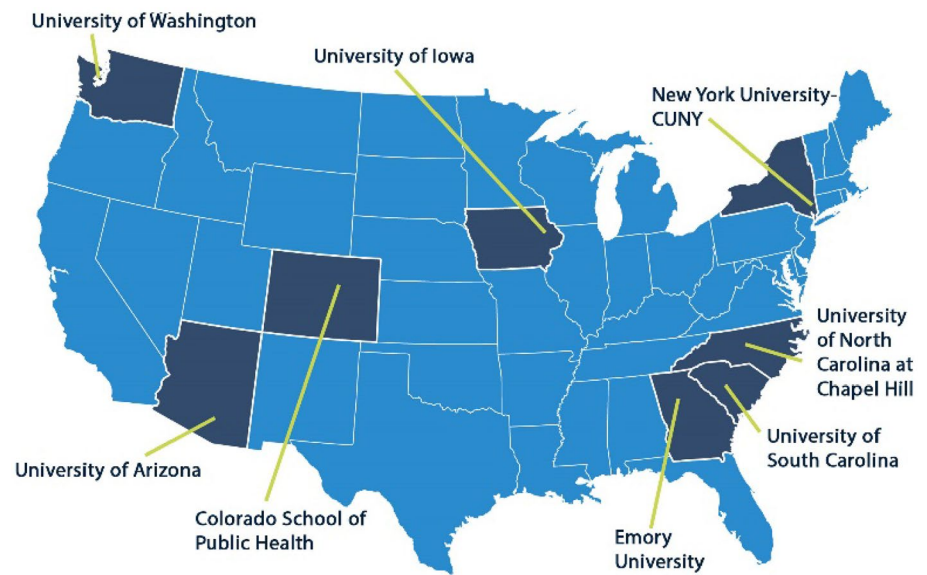 University of Washington
University of Iowa
New York University-
CUNY
University
of North
Carolina at
Chapel Hill
University of
South Carolina
University of Arizona
Colorado School of
Public Health
Emory
University